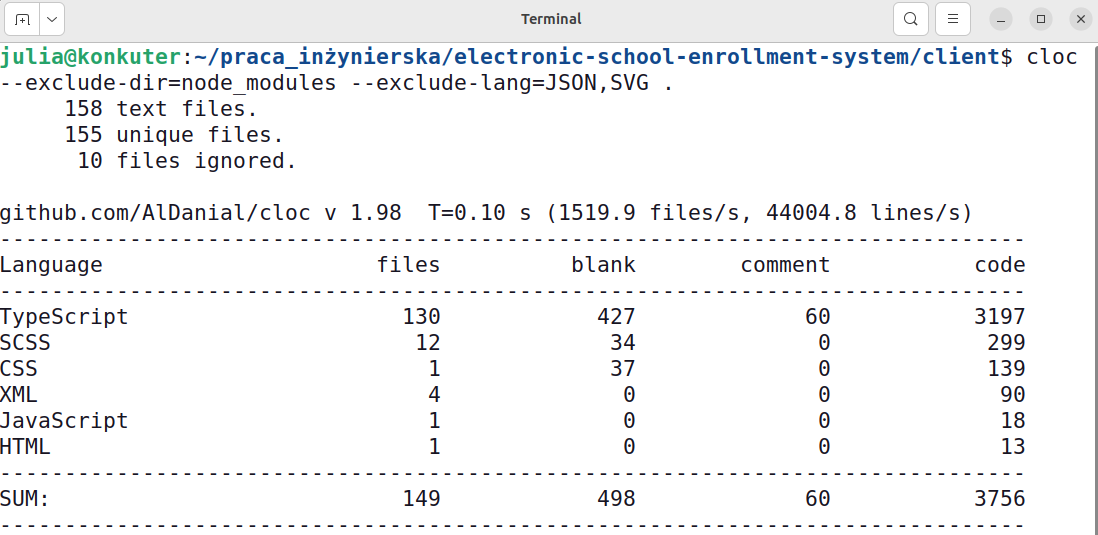 Terminal
julia@konkuter:~/praca_inżynierska/electronic-school-enrollment-system/client$ cloc
--exclude-dir=node_modules --exclude-lang=JSON,SVG .
     158 text files.
     155 unique files.
      10 files ignored.

github.com/AlDanial/cloc v 1.98  T=0.10 s (1519.9 files/s, 44004.8 lines/s)
-------------------------------------------------------------------------------
Language                     files          blank        comment           code
-------------------------------------------------------------------------------
TypeScript                     130            427             60           3197
SCSS                            12             34              0            299
CSS                              1             37              0            139
XML                              4              0              0             90
JavaScript                       1              0              0             18
HTML                             1              0              0             13
-------------------------------------------------------------------------------
SUM:                           149            498             60           3756
-------------------------------------------------------------------------------